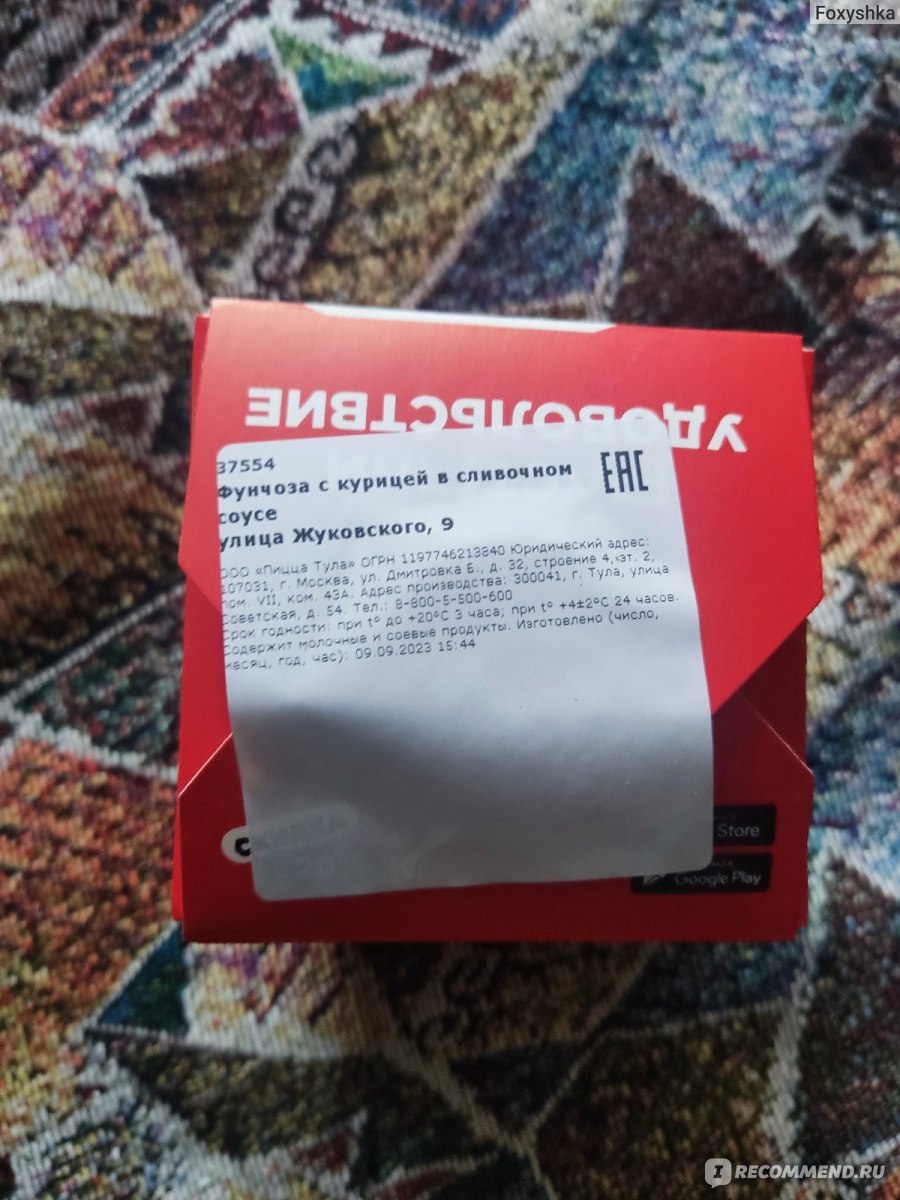 Foxyshka
УДОВОЛЬСТВИЕ
37554
Фунчоза с курицей в сливочном
соусе
улица Жуковского, 9
EAC
ООО «Пицца Тула» ОГРН 1197746213840 Юридический адрес:
107031, г. Москва, ул. Дмитровка Б., д. 32, строение 4, эт. 2,
пом. VII, ком. 43А. Адрес производства: 300041, г. Тула, улица
Советская, д. 54. Тел.: 8-800-5-500-600
Срок годности: при t° до +20°С 3 часа; при t° +4±2°С 24 часов.
Содержит молочные и соевые продукты. Изготовлено (число,
месяц, год, час): 09.09.2023 15:44
Store
Google Play
I RECOMMEND.RU